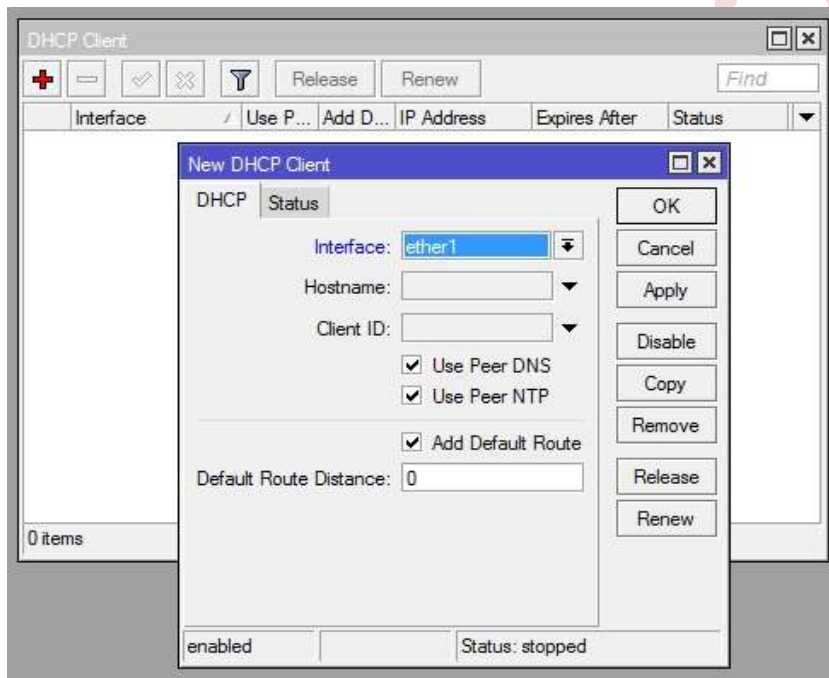 DHCP Client
Release Renew Find
Interface Use P... Add D... IP Address Expires After Status
New DHCP Client
DHCP Status
OK
Interface: ether1
Cancel
Hostname:
Apply
Client ID:
Disable
Use Peer DNS
Copy
Use Peer NTP
Remove
Add Default Route
Default Route Distance: 0
Release
Renew
0 items
enabled Status: stopped